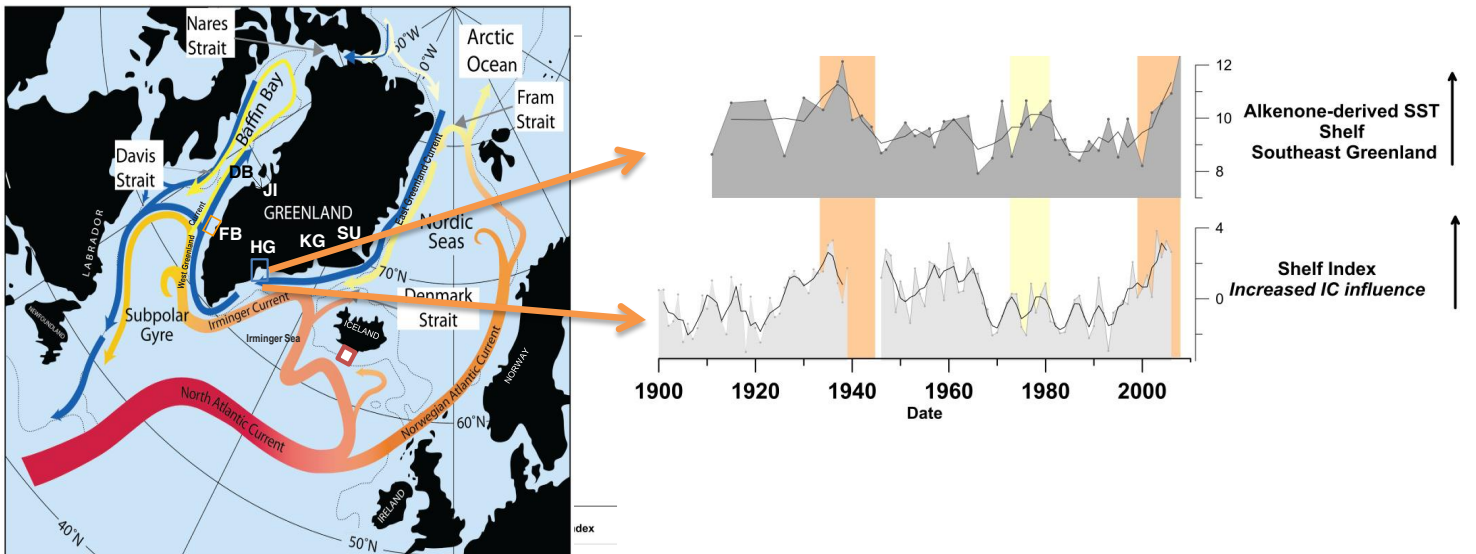 Nares
Strait
Arctic
Ocean
Fram
Strait
Baffin Bay
Davis
Strait
DB
JI
GREENLAND
East Greenland Current
Nordic
Seas
LABRADOR
West Greenland
Current
FB
HG
KG
SU
70°N
Denmark
Strait
Irminger Current
Subpolar
Gyre
ICELAND
Irminger Sea
NEWFOUNDLAND
NORWAY
Norwegian Atlantic Current
North Atlantic Current
60°N
IRELAND
40°N
50°N
dex
12
10
8
Alkenone-derived SST
Shelf
Southeast Greenland
4
2
0
Shelf Index
Increased IC influence
1900
1920
1940
1960
1980
2000
Date